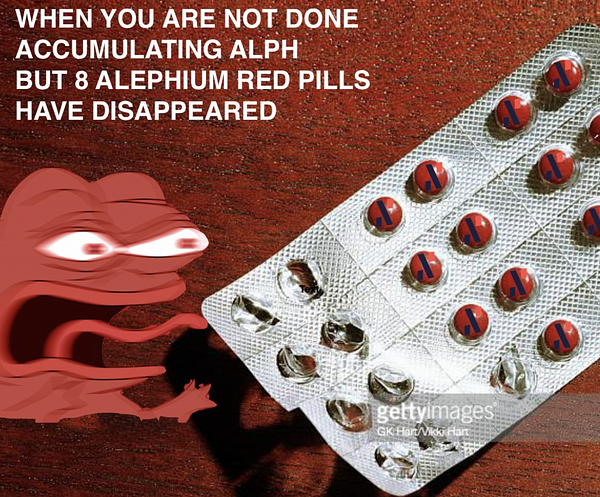 WHEN YOU ARE NOT DONE
ACCUMULATING ALPH
BUT 8 ALEPHIUM RED PILLS
HAVE DISAPPEARED
gettyimages
GK Hart/Vikki Hart